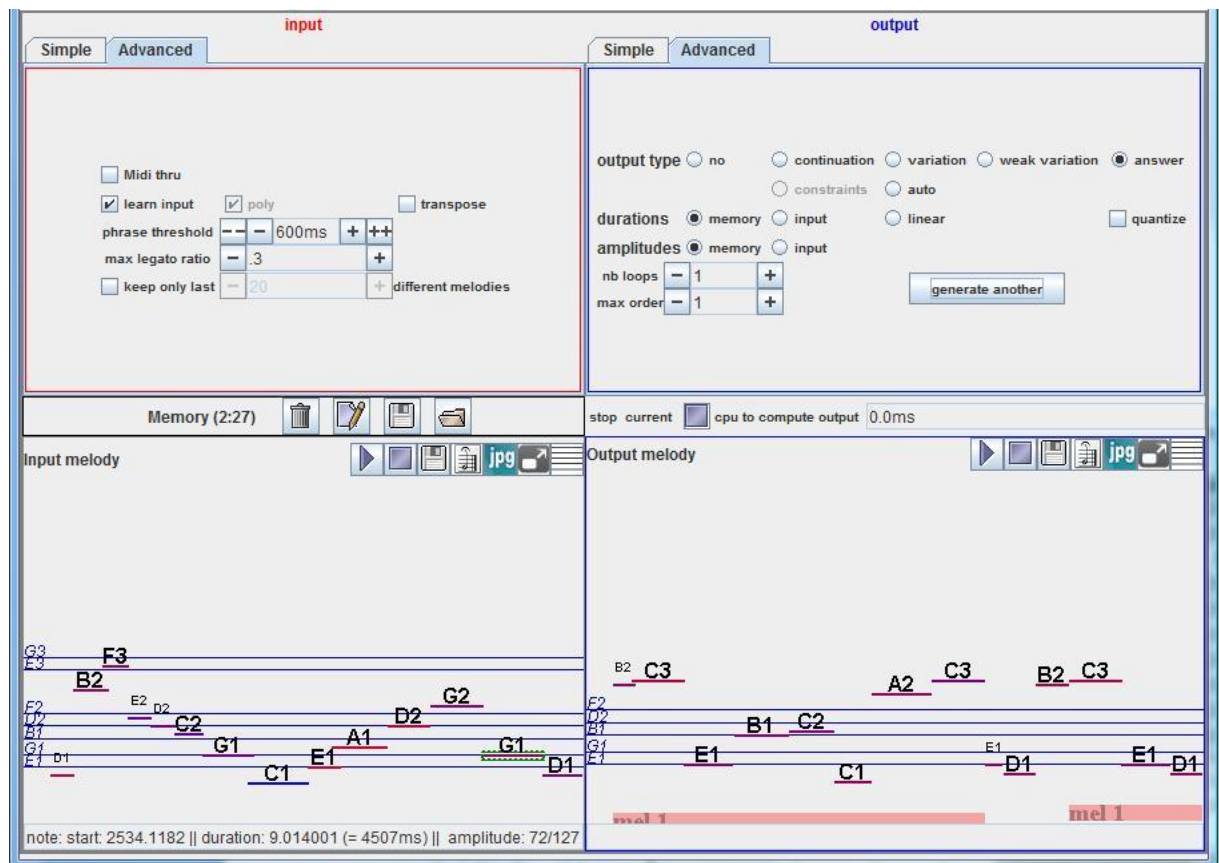 input
Simple Advanced
Midi thru
learn input poly transpose
phrase threshold -- - 600ms + ++
max legato ratio - .3 +
keep only last - 20 + different melodies
output
Simple Advanced
output type no continuation variation weak variation answer
constraints auto
durations memory input linear quantize
amplitudes memory input
nb loops - 1 +
max order - 1 +
generate another
Memory (2:27)
stop current cpu to compute output 0.0ms
Input melody jpg
G3
E3
F2
D2
B1
G1
E1
D1 B2 F3 E2 D2 C2 G1 C1 E1 A1 D2 G2 G1 D1
note: start: 2534.1182 || duration: 9.014001 (= 4507ms) || amplitude: 72/127
Output melody jpg
F2
D2
B1
G1
E1
B2 C3 E1 B1 C2 C1 A2 C3 E1 D1 B2 C3 E1 D1
mel 1 mel 1